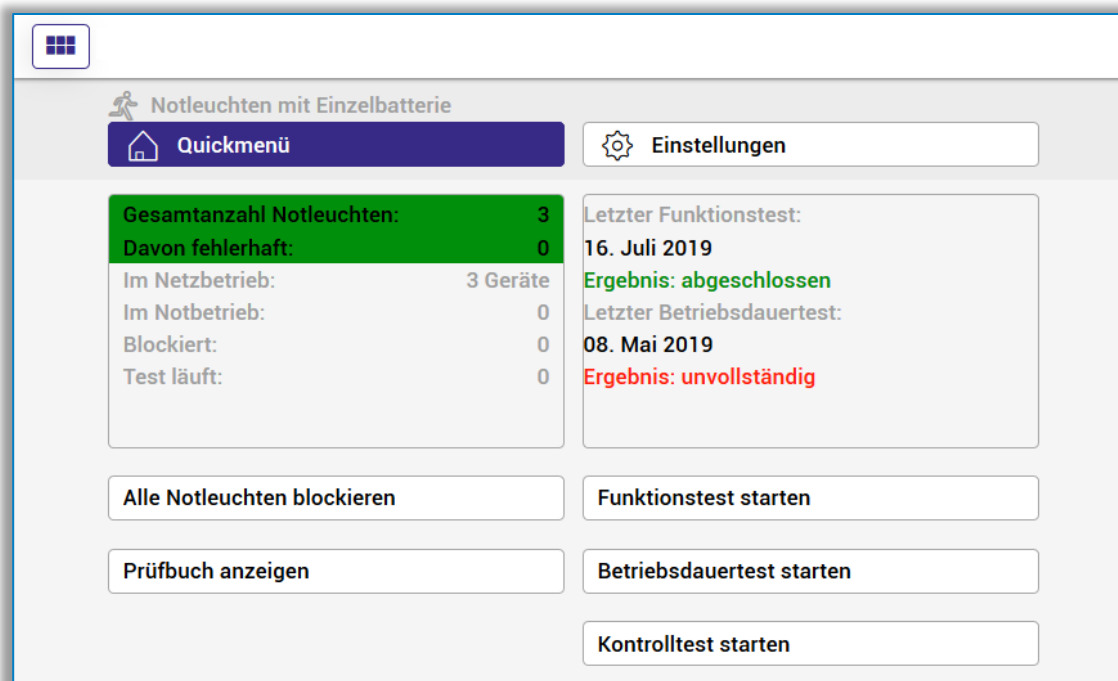 Notleuchten mit Einzelbatterie
Quickmenü
Einstellungen
Gesamtanzahl Notleuchten: 3
Davon fehlerhaft: 0
Im Netzbetrieb: 3 Geräte
Im Notbetrieb: 0
Blockiert: 0
Test läuft: 0
Letzter Funktionstest:
16. Juli 2019
Ergebnis: abgeschlossen
Letzter Betriebsdauertest:
08. Mai 2019
Ergebnis: unvollständig
Alle Notleuchten blockieren
Funktionstest starten
Prüfbuch anzeigen
Betriebsdauertest starten
Kontrolltest starten